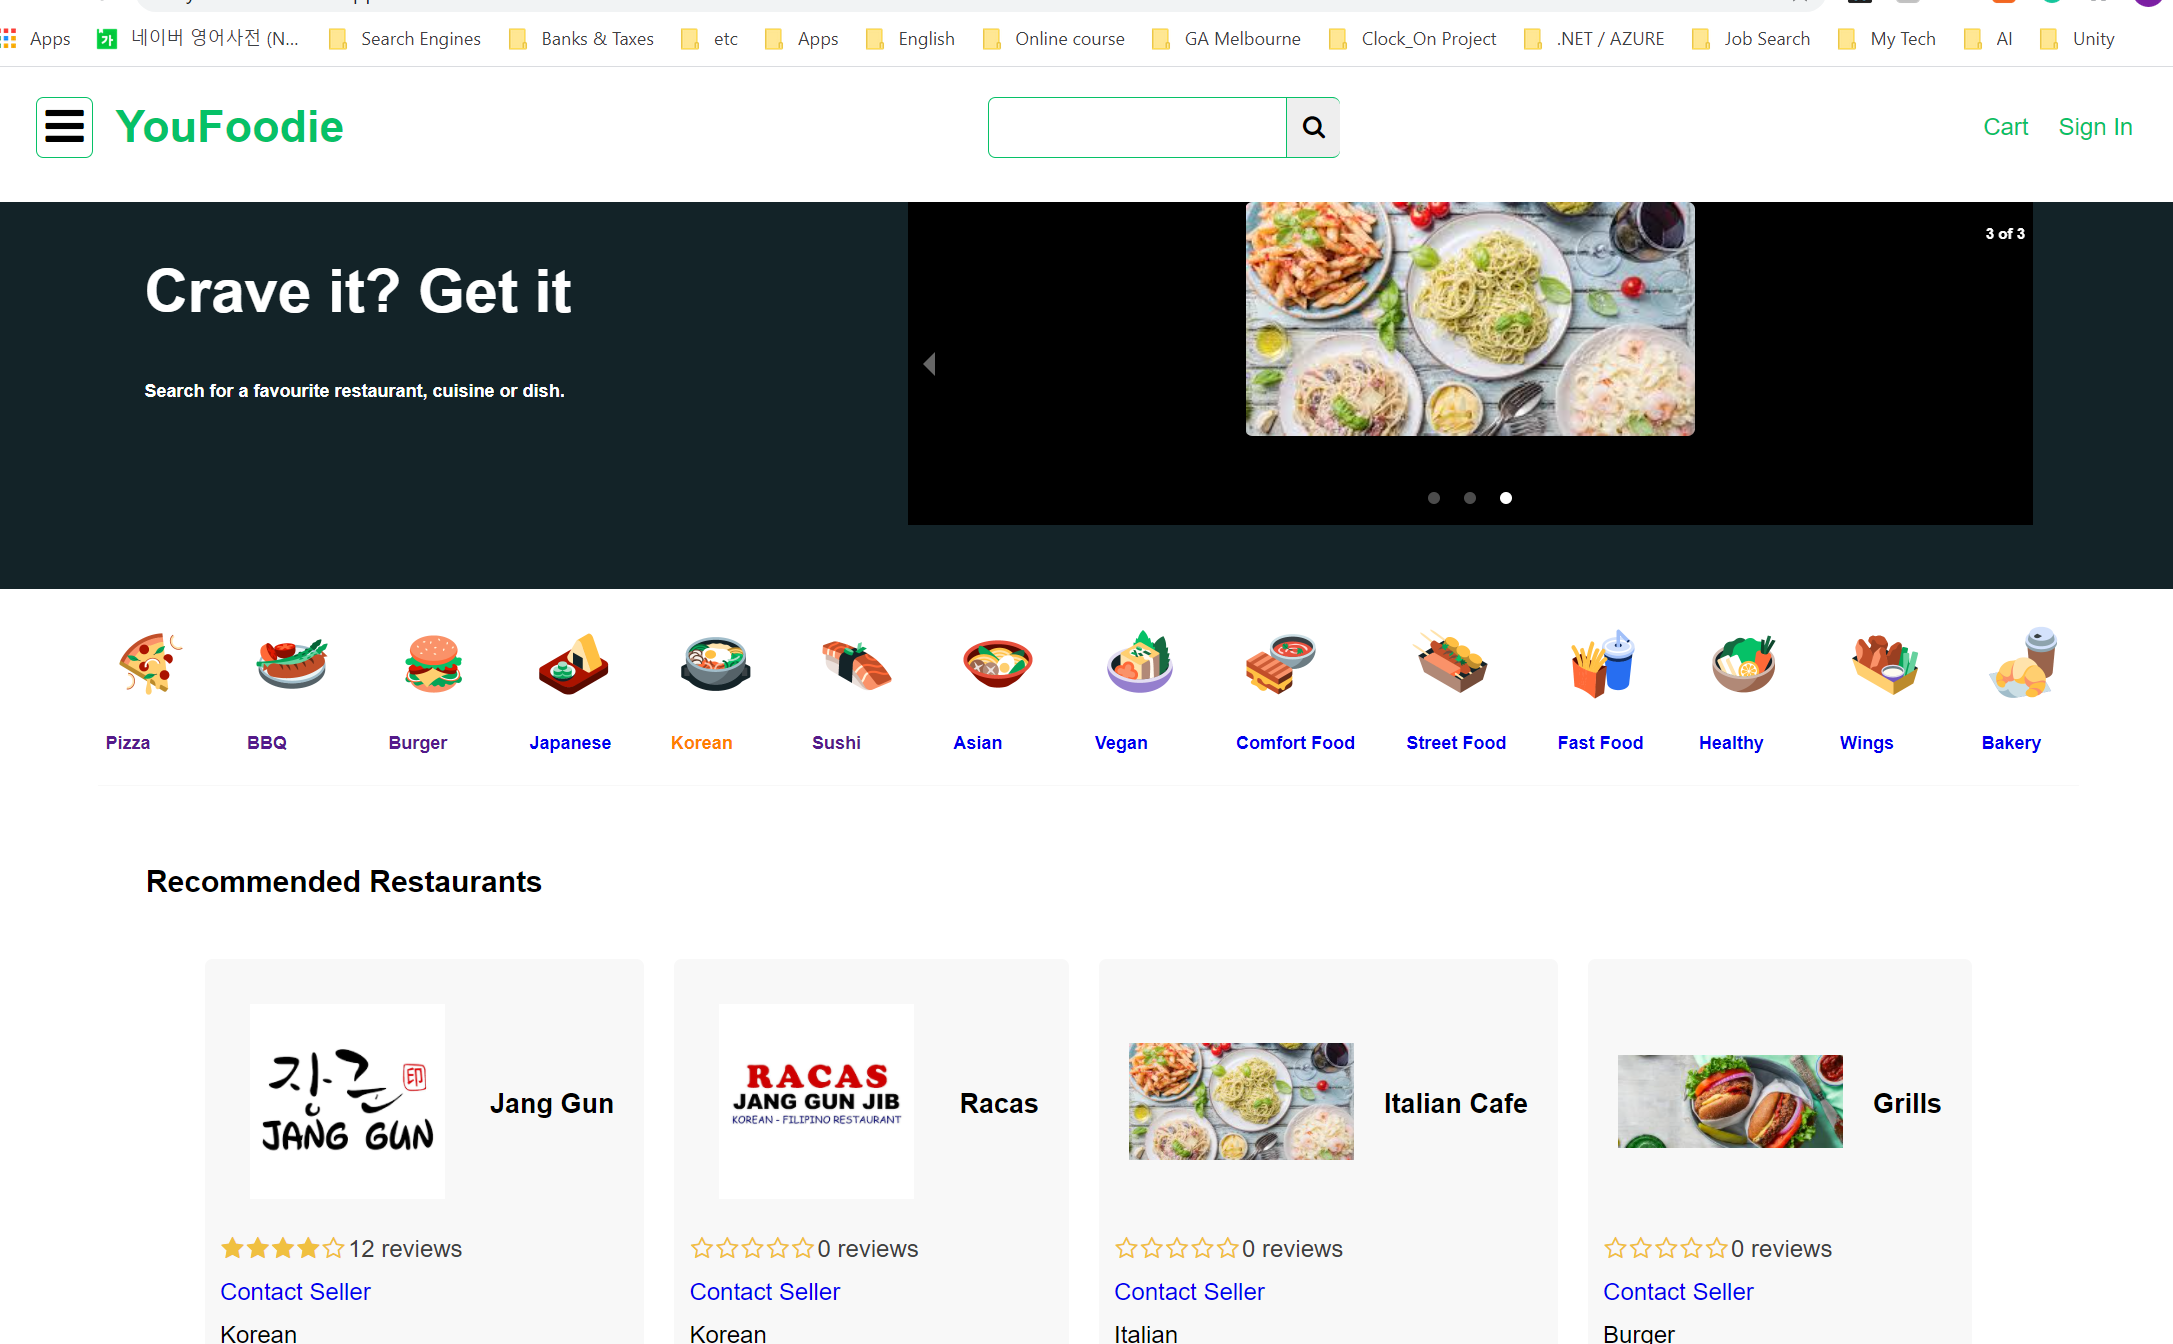 Apps 네이버 영어사전 (N... Search Engines Banks & Taxes etc Apps English Online course GA Melbourne Clock_On Project .NET / AZURE Job Search My Tech AI Unity
YouFoodie Cart Sign In
3 of 3
Crave it? Get it
Search for a favourite restaurant, cuisine or dish.
Pizza BBQ Burger Japanese Korean Sushi Asian Vegan Comfort Food Street Food Fast Food Healthy Wings Bakery
Recommended Restaurants
장군 印
JANG GUN
Jang Gun
RACAS
JANG GUN JIB
KOREAN - FILIPINO RESTAURANT
Racas
Italian Cafe
Grills
12 reviews 0 reviews 0 reviews 0 reviews
Contact Seller Contact Seller Contact Seller Contact Seller
Korean Korean Italian Burger